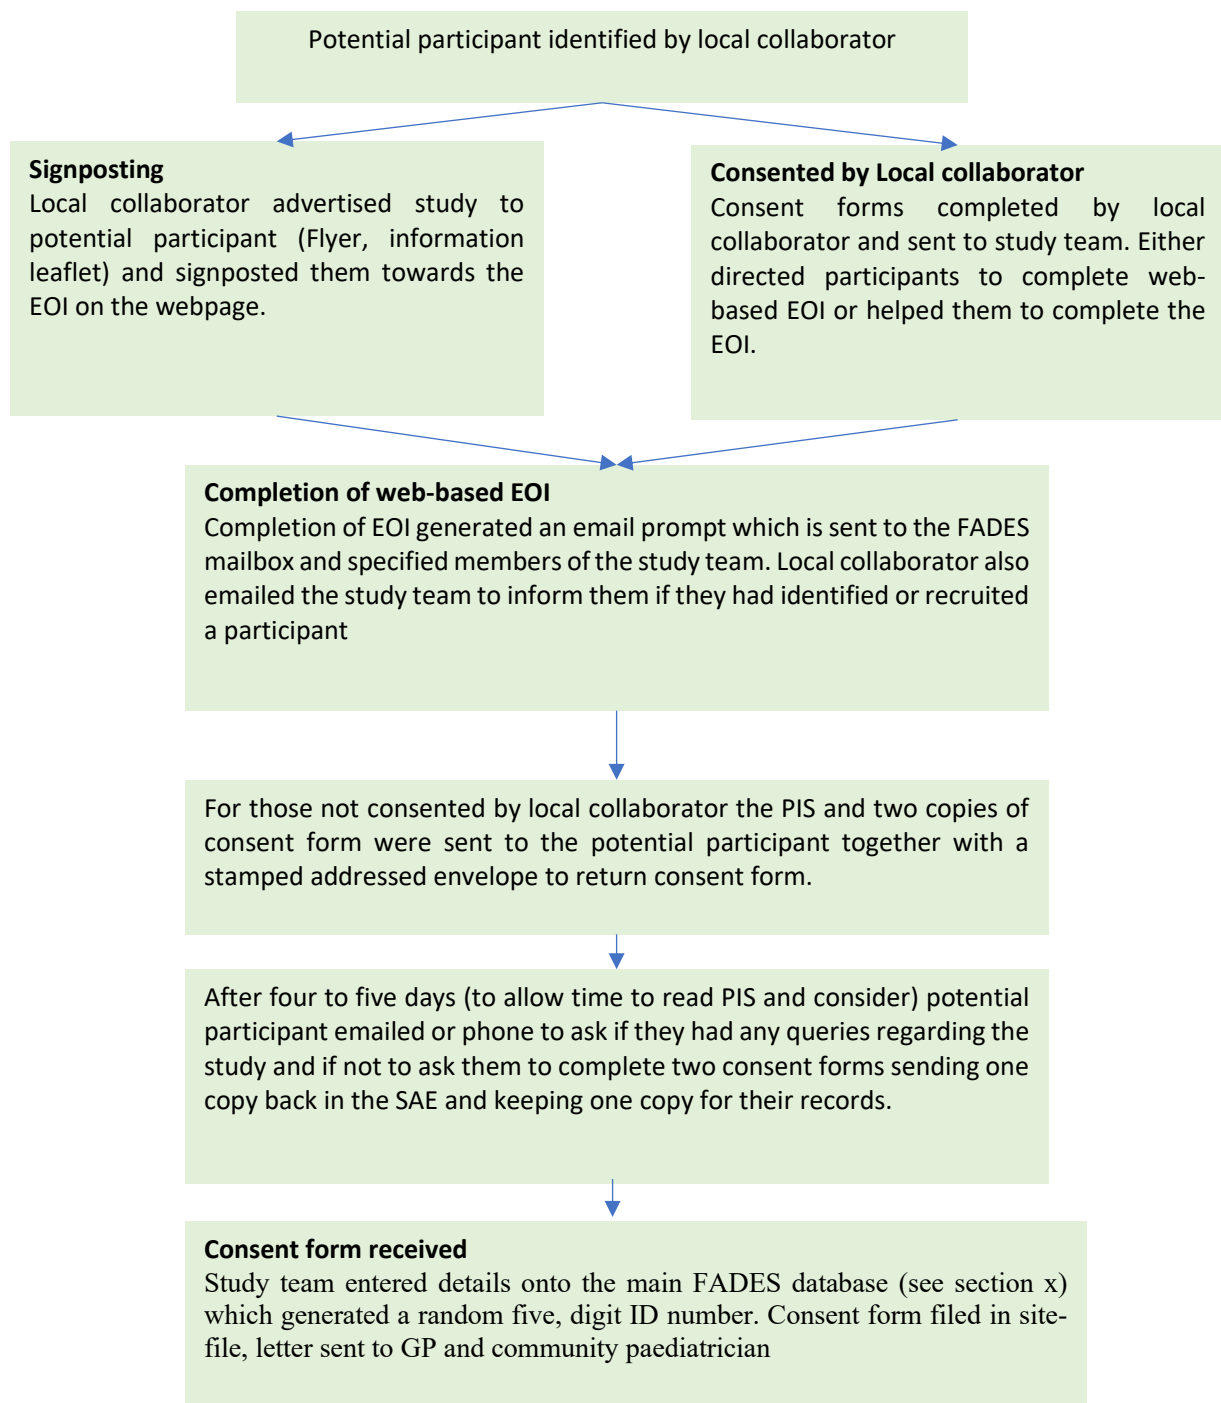 Potential participant identified by local collaborator
Signposting
Local collaborator advertised study to
potential participant (Flyer, information
leaflet) and signposted them towards the
EOI on the webpage.
Consented by Local collaborator
Consent forms completed by local
collaborator and sent to study team. Either
directed participants to complete web-
based EOI or helped them to complete the
EOI.
Completion of web-based EOI
Completion of EOI generated an email prompt which is sent to the FADES
mailbox and specified members of the study team. Local collaborator also
emailed the study team to inform them if they had identified or recruited
a participant
For those not consented by local collaborator the PIS and two copies of
consent form were sent to the potential participant together with a
stamped addressed envelope to return consent form.
After four to five days (to allow time to read PIS and consider) potential
participant emailed or phone to ask if they had any queries regarding the
study and if not to ask them to complete two consent forms sending one
copy back in the SAE and keeping one copy for their records.
Consent form received
Study team entered details onto the main FADES database (see section x)
which generated a random five, digit ID number. Consent form filed in site-
file, letter sent to GP and community paediatrician